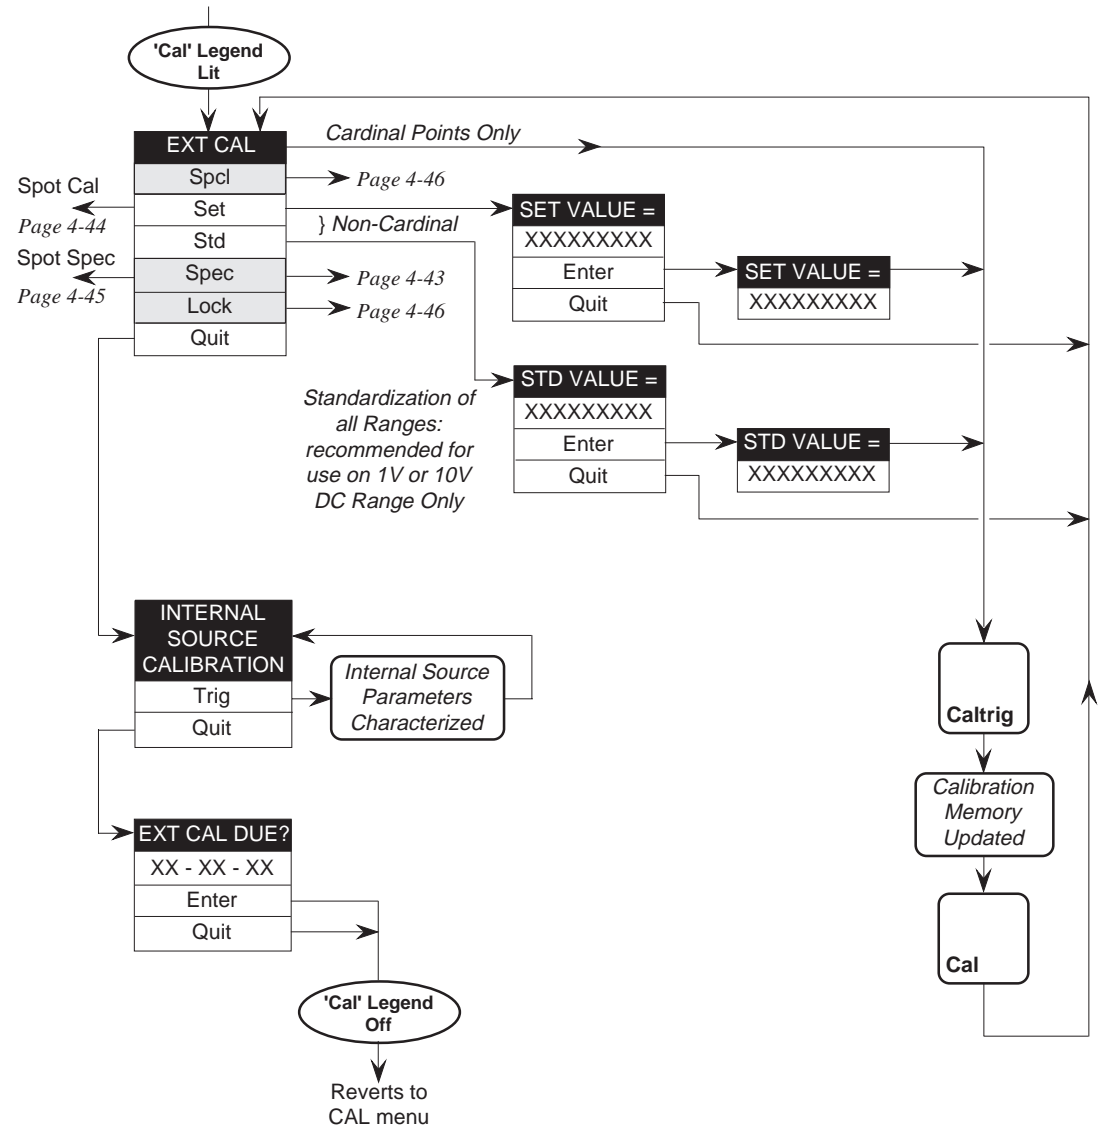 'Cal' Legend
Lit
EXT CAL
Cardinal Points Only
Spcl
Page 4-46
Spot Cal
Page 4-44
Set
} Non-Cardinal
Std
Spot Spec
Page 4-45
Spec
Page 4-43
Lock
Page 4-46
Quit
SET VALUE =
XXXXXXXXX
Enter
Quit
SET VALUE =
XXXXXXXXX
Standardization of
all Ranges:
recommended for
use on 1V or 10V
DC Range Only
STD VALUE =
XXXXXXXXX
Enter
Quit
STD VALUE =
XXXXXXXXX
INTERNAL
SOURCE
CALIBRATION
Trig
Quit
Internal Source
Parameters
Characterized
Caltrig
Calibration
Memory
Updated
Cal
EXT CAL DUE?
XX - XX - XX
Enter
Quit
'Cal' Legend
Off
Reverts to
CAL menu